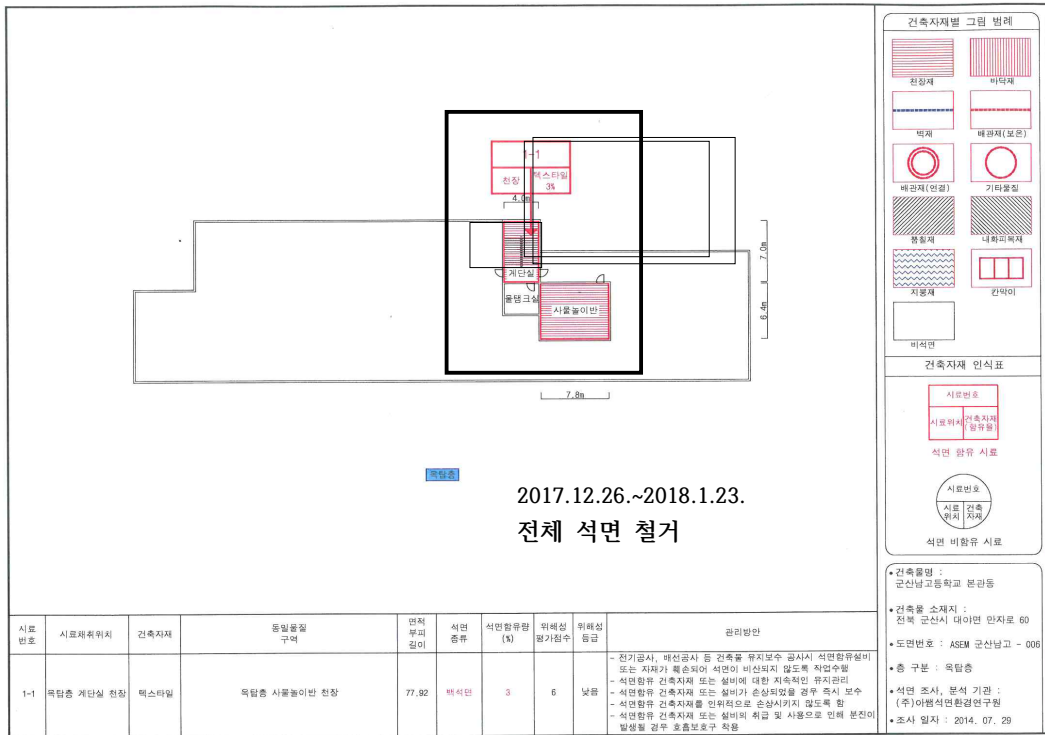 1-1
천장
텍스타일
3%
4.0m
계단실
물탱크실
사물놀이반
7.0m
6.4m
7.8m
옥탑층
2017.12.26.~2018.1.23.
전체 석면 철거
건축자재별 그림 범례
천장재
바닥재
벽재
배관재(보온)
배관재(연결)
기타물질
뿜칠재
내화피복재
지붕재
칸막이
비석면
건축자재 인식표
시료번호
시료위치
건축자재
(함유율)
석면 함유 시료
시료번호
시료
위치
건축
자재
석면 비함유 시료
• 건축물명 :
군산남고등학교 본관동
• 건축물 소재지 :
전북 군산시 대야면 만자로 60
• 도면번호 : ASEM 군산남고 - 006
• 층 구분 : 옥탑층
• 석면 조사, 분석 기관 :
(주)아쌤석면환경연구원
• 조사 일자 : 2014. 07. 29
시료
번호
시료채취위치
건축자재
동일물질
구역
면적
부피
길이
석면
종류
석면함유량
(%)
위해성
평가점수
위해성
등급
관리방안
1-1
옥탑층 계단실 천장
텍스타일
옥탑층 사물놀이반 천장
77.92
백석면
3
6
낮음
- 전기공사, 배선공사 등 건축물 유지보수 공사시 석면함유설비
또는 자재가 훼손되어 석면이 비산되지 않도록 작업수행
- 석면함유 건축자재 또는 설비에 대한 지속적인 유지관리
- 석면함유 건축자재 또는 설비가 손상되었을 경우 즉시 보수
- 석면함유 건축자재를 인위적으로 손상시키지 않도록 함
- 석면함유 건축자재 또는 설비의 취급 및 사용으로 인해 분진이
발생될 경우 호흡보호구 착용